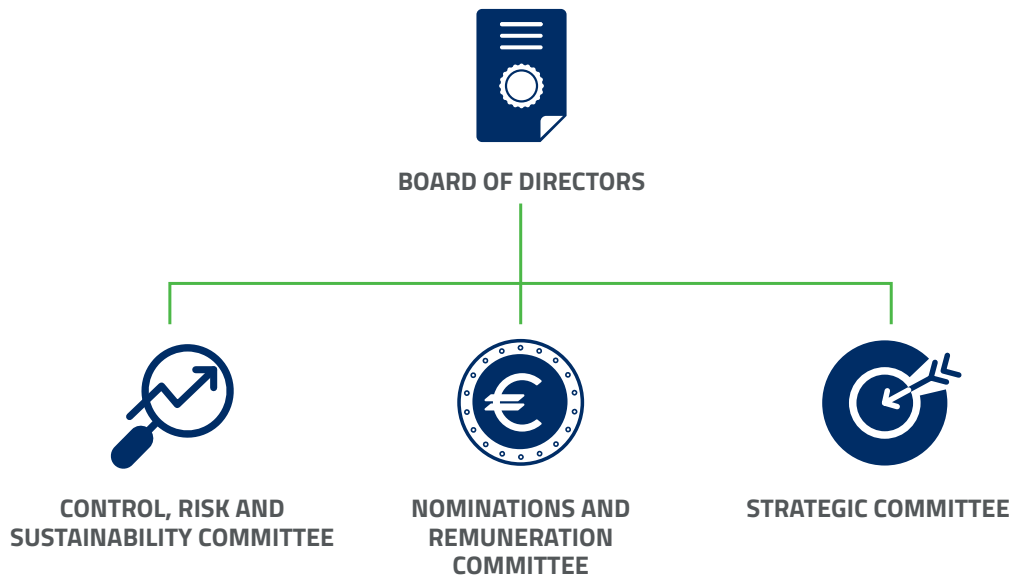 BOARD OF DIRECTORS
CONTROL, RISK AND
SUSTAINABILITY COMMITTEE
NOMINATIONS AND
REMUNERATION
COMMITTEE
STRATEGIC COMMITTEE